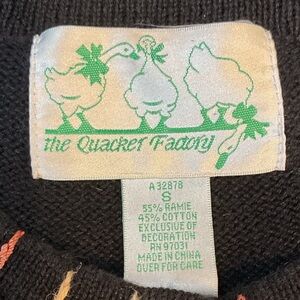 the Quacker Factory
A32878
S
55% RAMIE
45% COTTON
EXCLUSIVE OF
DECORATION
RN 97031
MADE IN CHINA
OVER FOR CARE